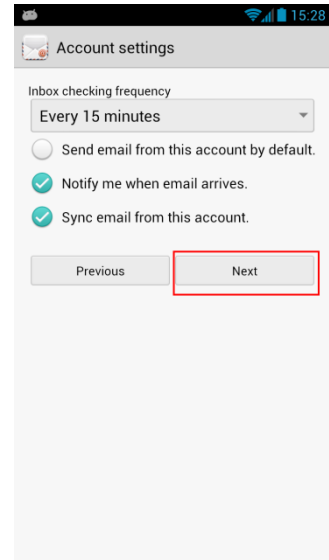 15:28
Account settings
Inbox checking frequency
Every 15 minutes
Send email from this account by default.
Notify me when email arrives.
Sync email from this account.
Previous Next